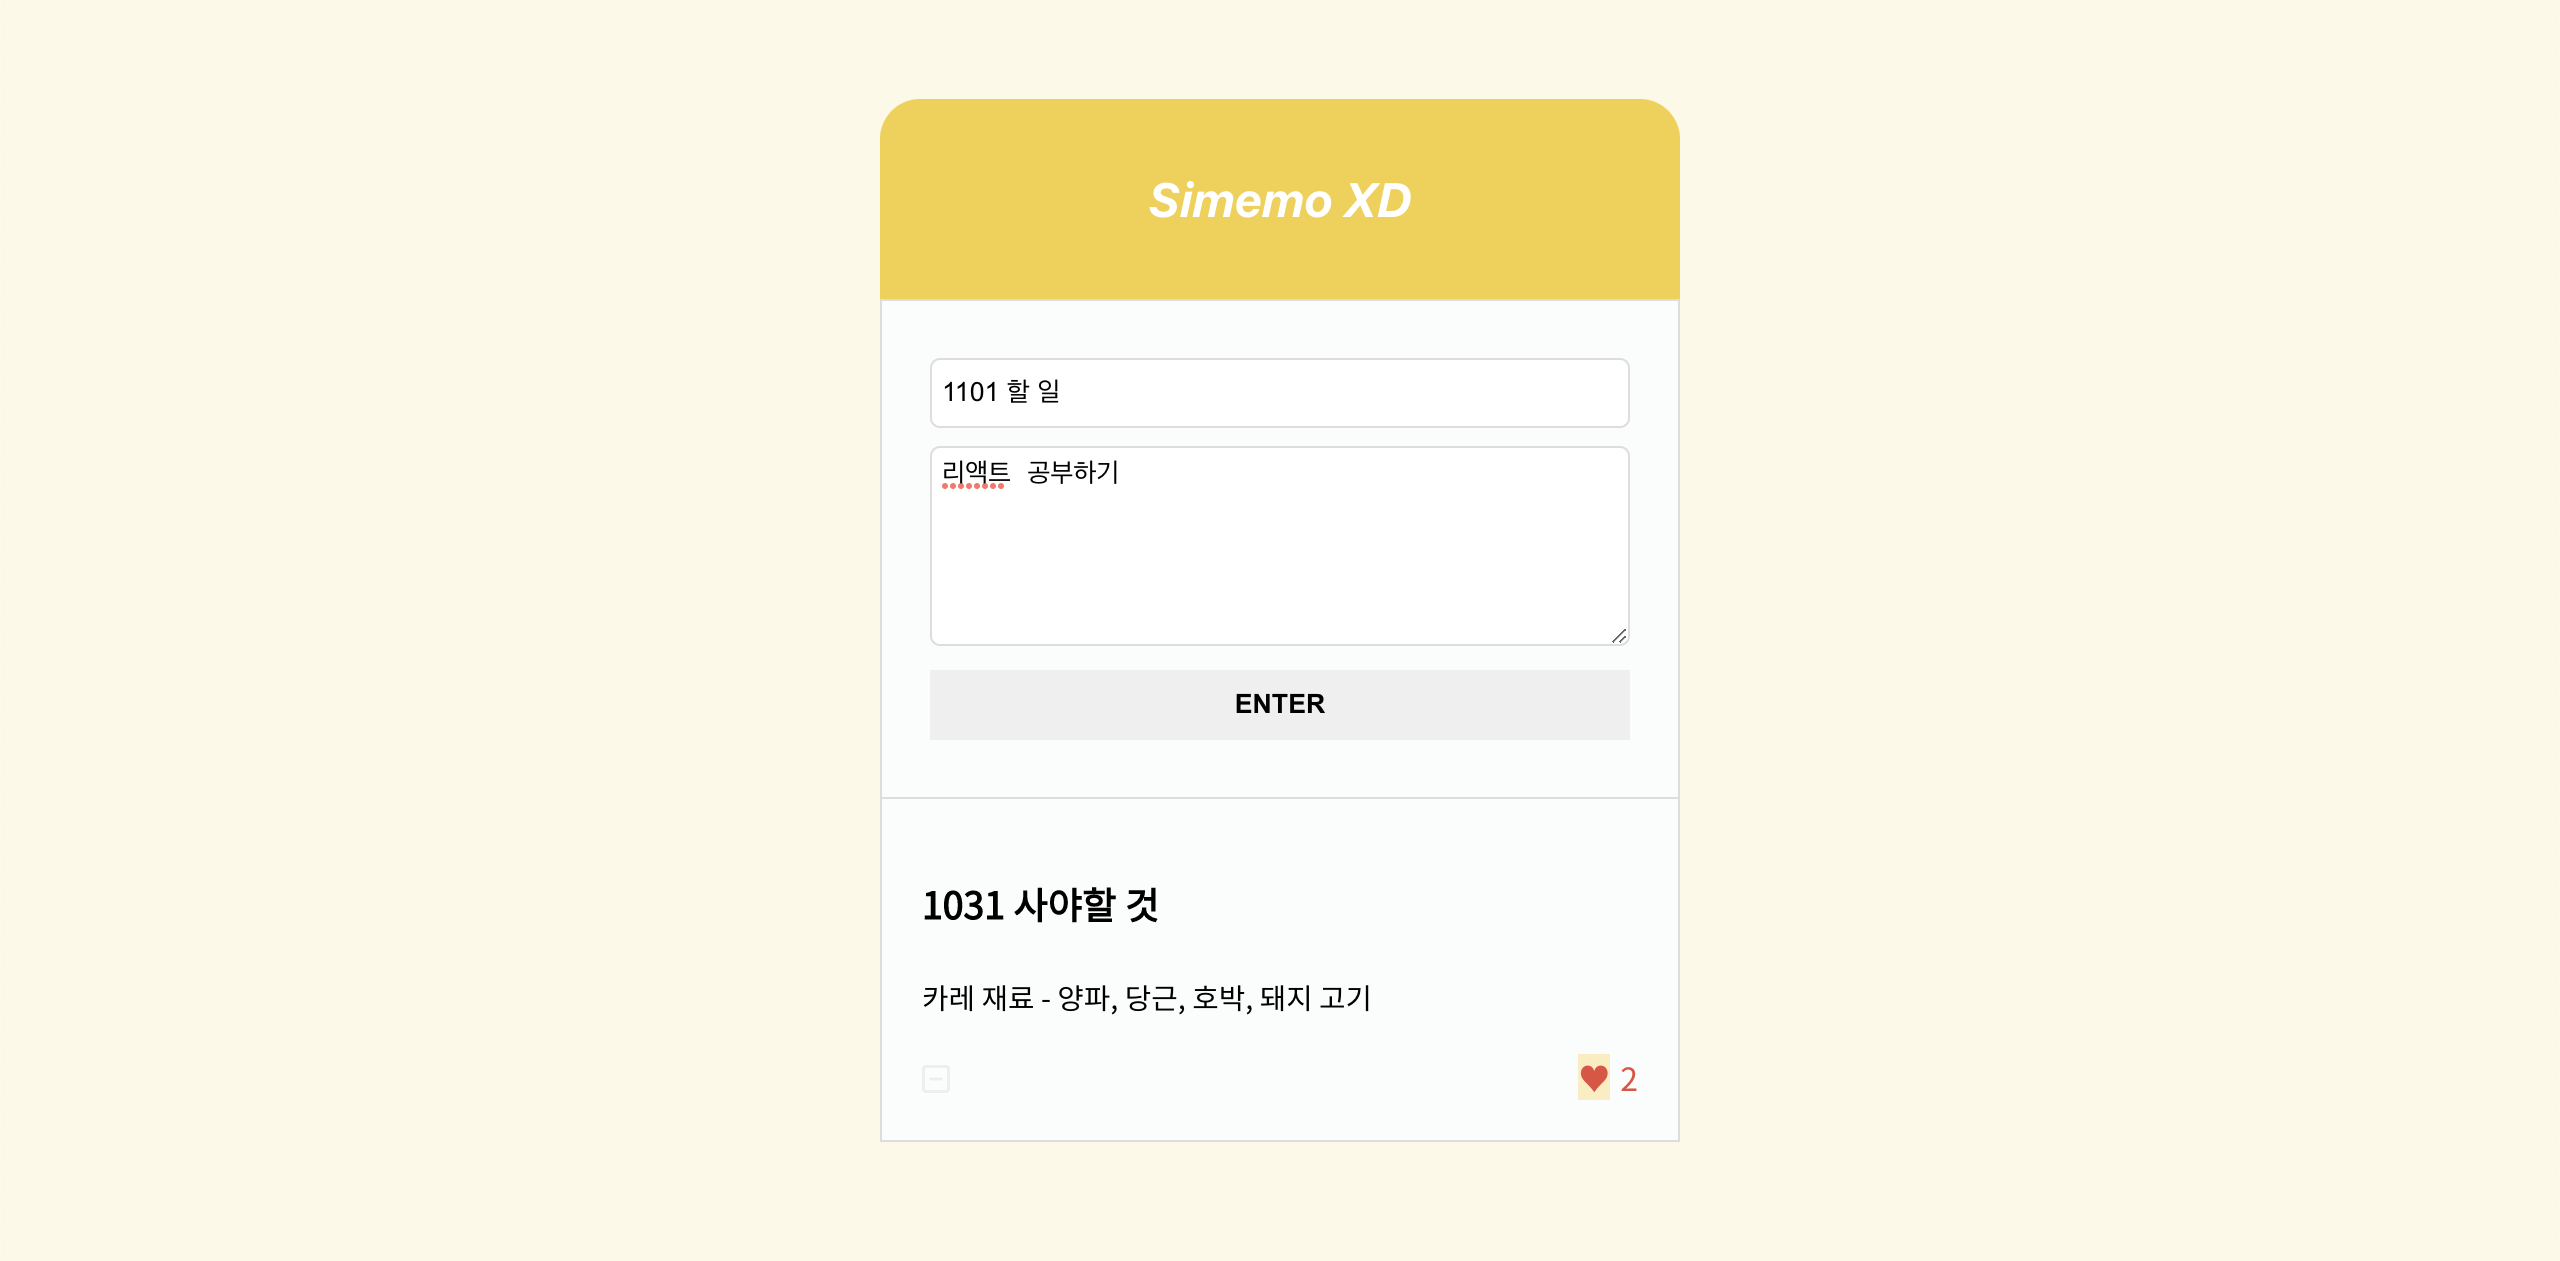 Simemo XD
1101 할 일
리액트 공부하기
ENTER
1031 사야할 것
카레 재료 - 양파, 당근, 호박, 돼지 고기
♥ 2